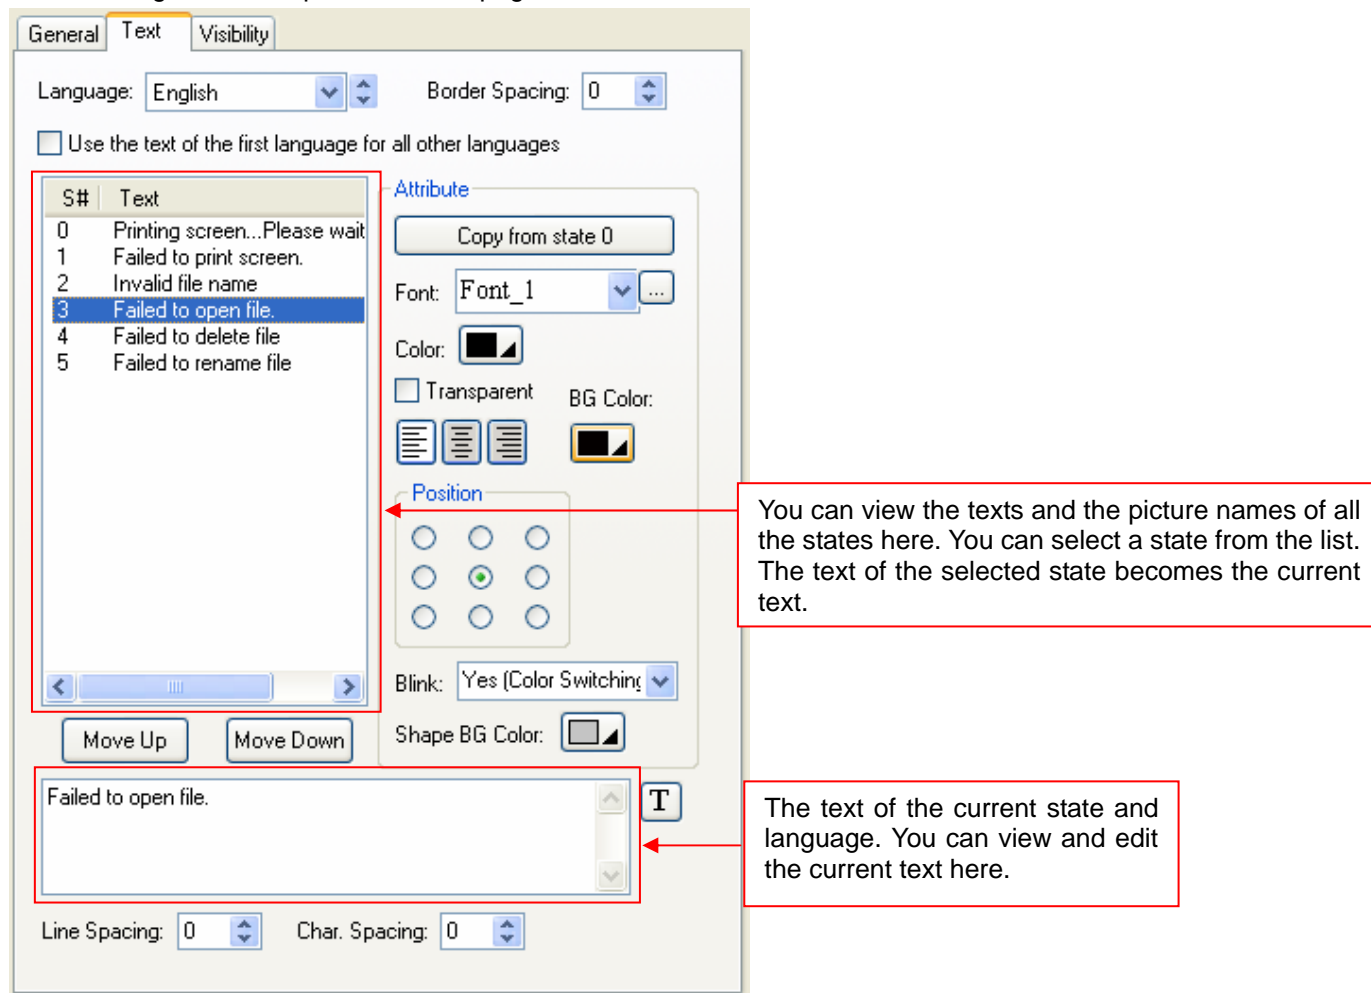 General Text Visibility
Language: English Border Spacing: 0
Use the text of the first language for all other languages
S# Text
0 Printing screen...Please wait
1 Failed to print screen.
2 Invalid file name
3 Failed to open file.
4 Failed to delete file
5 Failed to rename file
Move Up Move Down
Attribute
Copy from state 0
Font: Font_1 ...
Color:
Transparent BG Color:
Position
Blink: Yes (Color Switching
Shape BG Color:
Failed to open file.
T
Line Spacing: 0 Char. Spacing: 0
You can view the texts and the picture names of all
the states here. You can select a state from the list.
The text of the selected state becomes the current
text.
The text of the current state and
language. You can view and edit
the current text here.